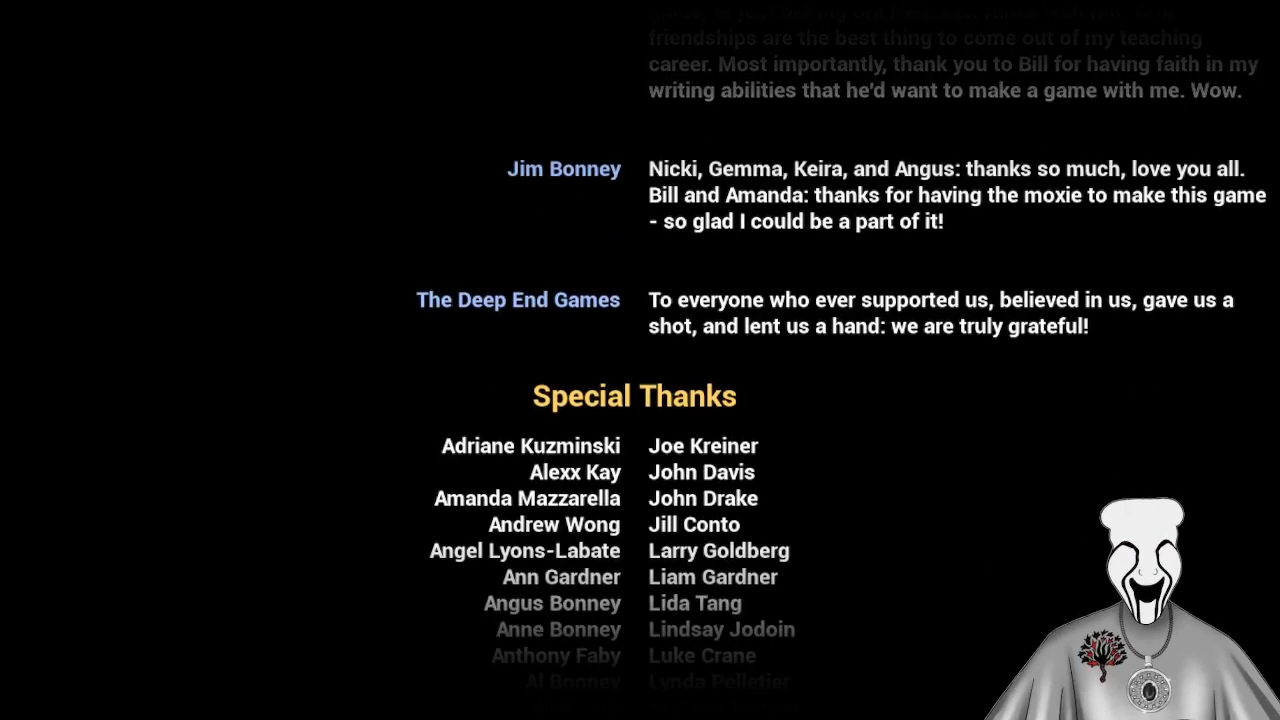 friendships are the best thing to come out of my teaching
career. Most importantly, thank you to Bill for having faith in my
writing abilities that he'd want to make a game with me. Wow.
Jim Bonney Nicki, Gemma, Keira, and Angus: thanks so much, love you all.
Bill and Amanda: thanks for having the moxie to make this game
- so glad I could be a part of it!
The Deep End Games To everyone who ever supported us, believed in us, gave us a
shot, and lent us a hand: we are truly grateful!
Special Thanks
Adriane Kuzminski Joe Kreiner
Alexx Kay John Davis
Amanda Mazzarella John Drake
Andrew Wong Jill Conto
Angel Lyons-Labate Larry Goldberg
Ann Gardner Liam Gardner
Angus Bonney Lida Tang
Anne Bonney Lindsay Jodoin
Anthony Faby Luke Crane
Al Bonney Lynda Pelletier